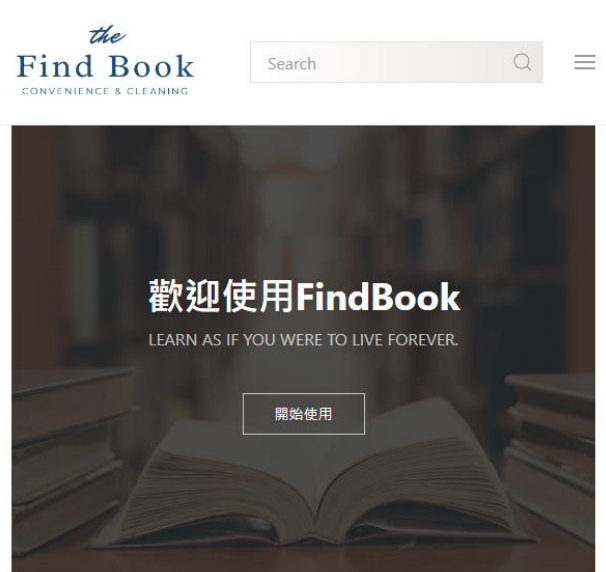 the
Find Book
CONVENIENCE & CLEANING
Search
歡迎使用FindBook
LEARN AS IF YOU WERE TO LIVE FOREVER.
開始使用